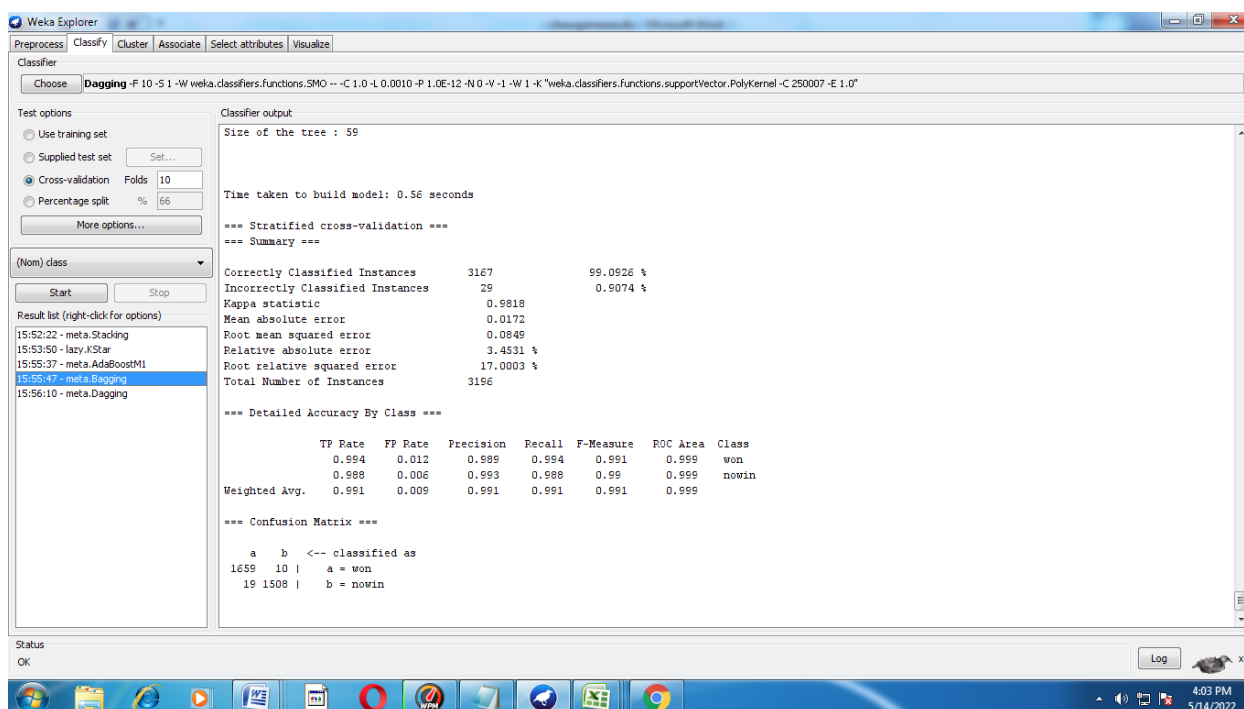 Weka Explorer
Preprocess Classify Cluster Associate Select attributes Visualize
Classifier
Choose Dagging -F 10 -S 1 -W weka.classifiers.functions.SMO -- -C 1.0 -L 0.0010 -P 1.0E-12 -N 0 -V -1 -W 1 -K "weka.classifiers.functions.supportVector.PolyKernel -C 250007 -E 1.0"
Test options
Use training set
Supplied test set Set...
Cross-validation Folds 10
Percentage split % 66
More options...
(Nom) class
Start Stop
Result list (right-click for options)
15:52:22 - meta.Stacking
15:53:50 - lazy.KStar
15:55:37 - meta.AdaBoostM1
15:55:47 - meta.Bagging
15:56:10 - meta.Dagging
Classifier output
Size of the tree : 59
Time taken to build model: 0.56 seconds
=== Stratified cross-validation ===
=== Summary ===
Correctly Classified Instances 3167 99.0926 %
Incorrectly Classified Instances 29 0.9074 %
Kappa statistic 0.9818
Mean absolute error 0.0172
Root mean squared error 0.0849
Relative absolute error 3.4531 %
Root relative squared error 17.0003 %
Total Number of Instances 3196
=== Detailed Accuracy By Class ===
TP Rate FP Rate Precision Recall F-Measure ROC Area Class
0.994 0.012 0.989 0.994 0.991 0.999 won
0.988 0.006 0.993 0.988 0.99 0.999 nowin
Weighted Avg. 0.991 0.009 0.991 0.991 0.991 0.999
=== Confusion Matrix ===
a b <-- classified as
1659 10 | a = won
19 1508 | b = nowin
Status
OK
Log
x 0
WPM
4:03 PM
5/14/2022